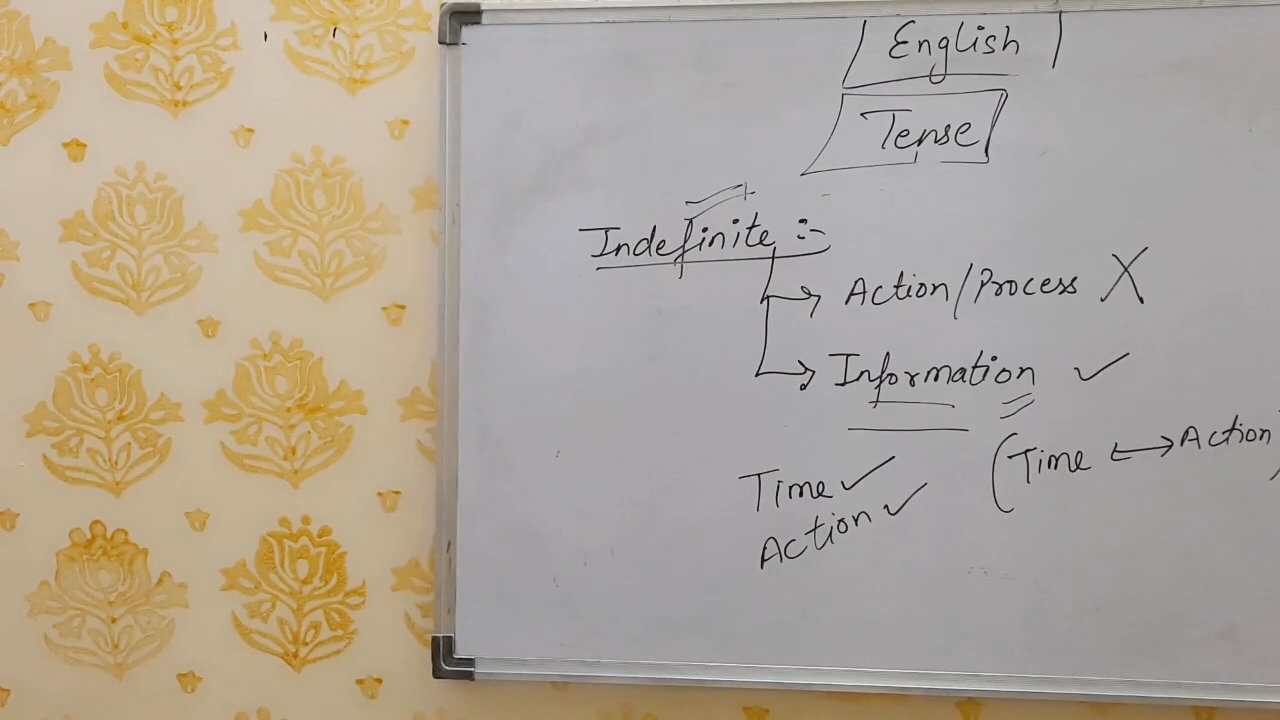 English
Tense
Indefinite :-
→ Action/Process X
→ Information ✓
(Time ↔ Action)
Time ✓
Action ✓